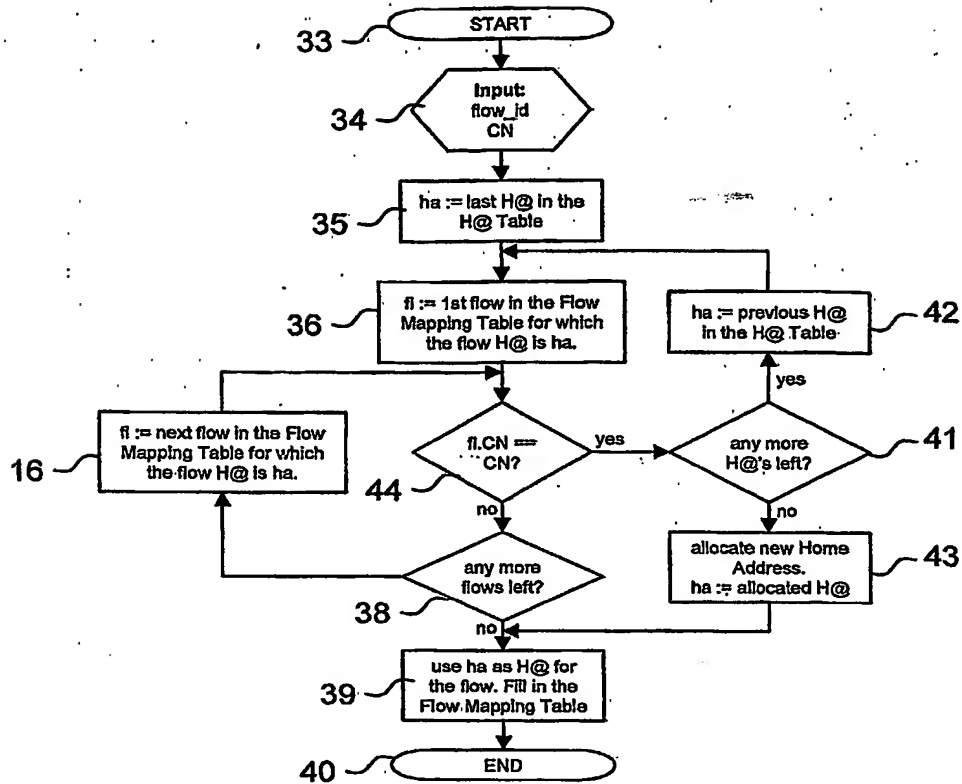 33
START
34
Input:
flow_id
CN
35
ha := last H@ in the
H@ Table
36
fl := 1st flow in the Flow
Mapping Table for which
the flow H@ is ha.
ha := previous H@
in the H@ Table
42
yes
16
fl := next flow in the Flow
Mapping Table for which
the flow H@ is ha.
fl.CN ==
CN?
44
yes
any more
H@'s left?
41
no
no
any more
flows left?
38
allocate new Home
Address.
ha := allocated H@
43
no
39
use ha as H@ for
the flow. Fill in the
Flow Mapping Table
40
END